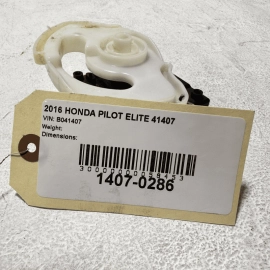 2016 HONDA PILOT ELITE 41407
VIN: B041407
Weight:
Dimensions:
1407-0286